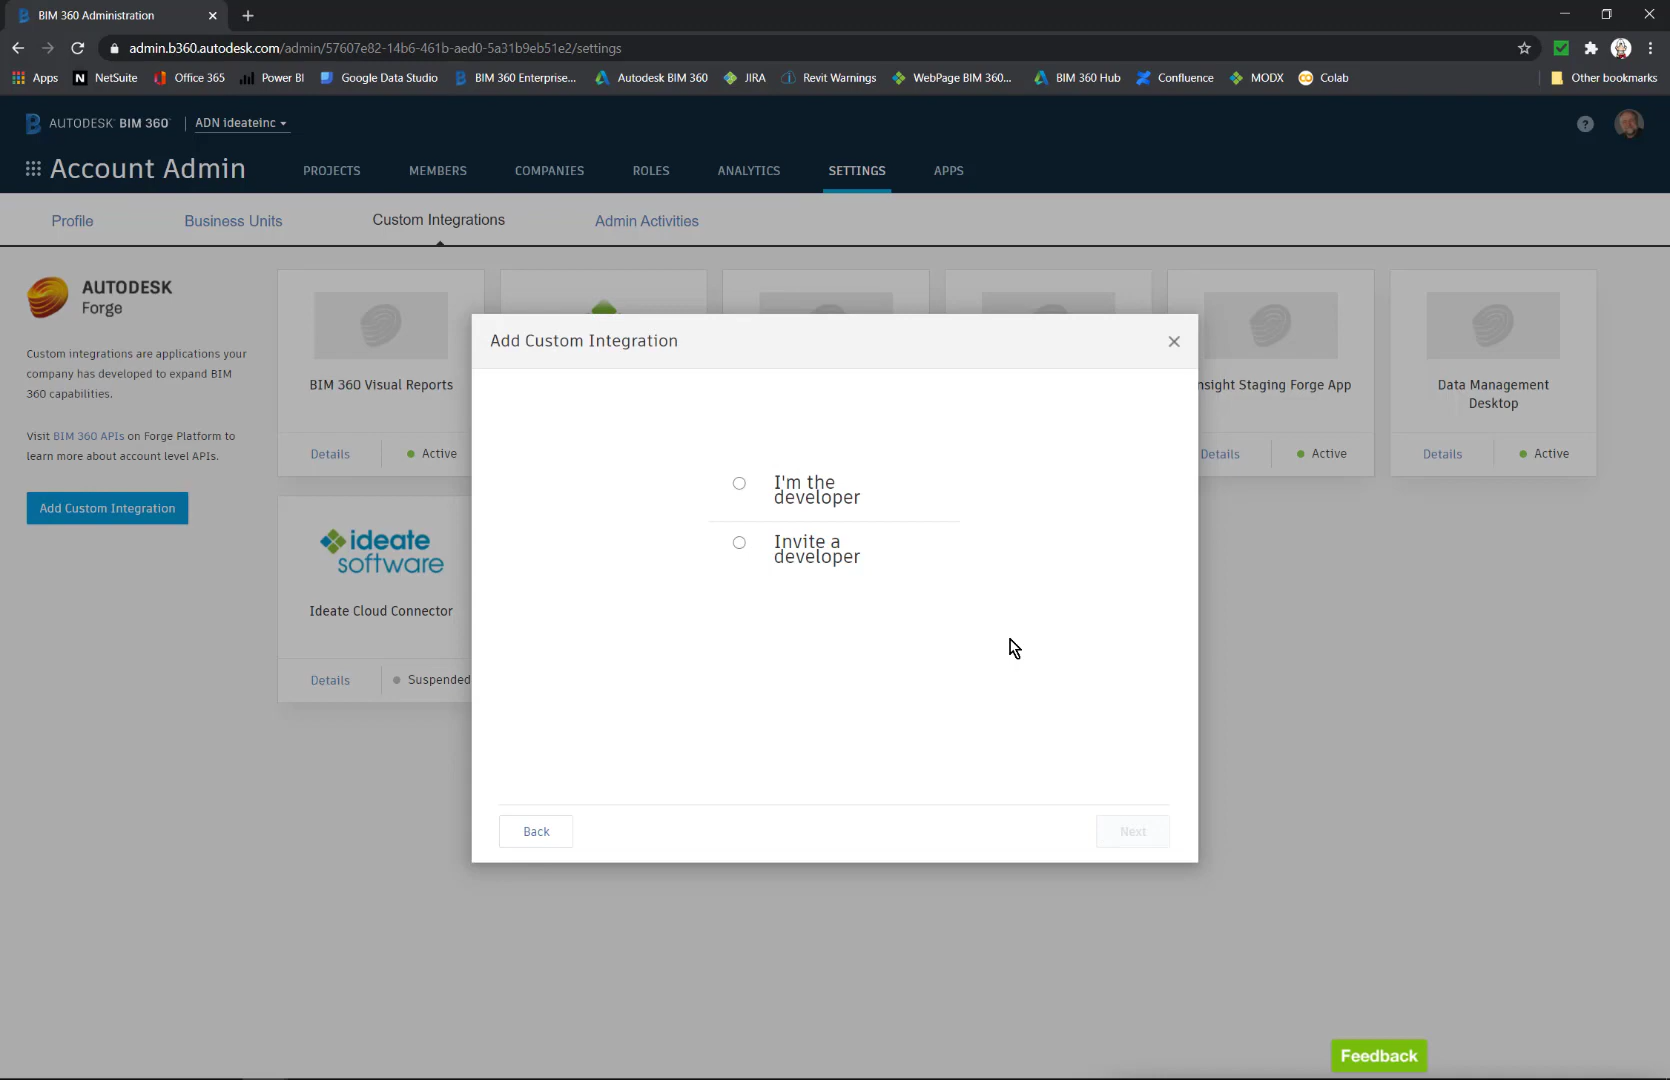 BIM 360 Administration
admin.b360.autodesk.com/admin/57607e82-14b6-461b-aed0-5a31b9eb51e2/settings
Apps NetSuite Office 365 Power BI Google Data Studio BIM 360 Enterprise... Autodesk BIM 360 JIRA Revit Warnings WebPage BIM 360... BIM 360 Hub Confluence MODX Colab Other bookmarks
AUTODESK® BIM 360® ADN ideateinc
Account Admin PROJECTS MEMBERS COMPANIES ROLES ANALYTICS SETTINGS APPS
Profile Business Units Custom Integrations Admin Activities
AUTODESK
Forge
Custom integrations are applications your
company has developed to expand BIM
360 capabilities.
Visit BIM 360 APIs on Forge Platform to
learn more about account level APIs.
Add Custom Integration
BIM 360 Visual Reports
Details Active
ideate
software
Ideate Cloud Connector
Details Suspended
Add Custom Integration
I'm the
developer
Invite a
developer
Back Next
nsight Staging Forge App
Details Active
Data Management
Desktop
Details Active
Feedback